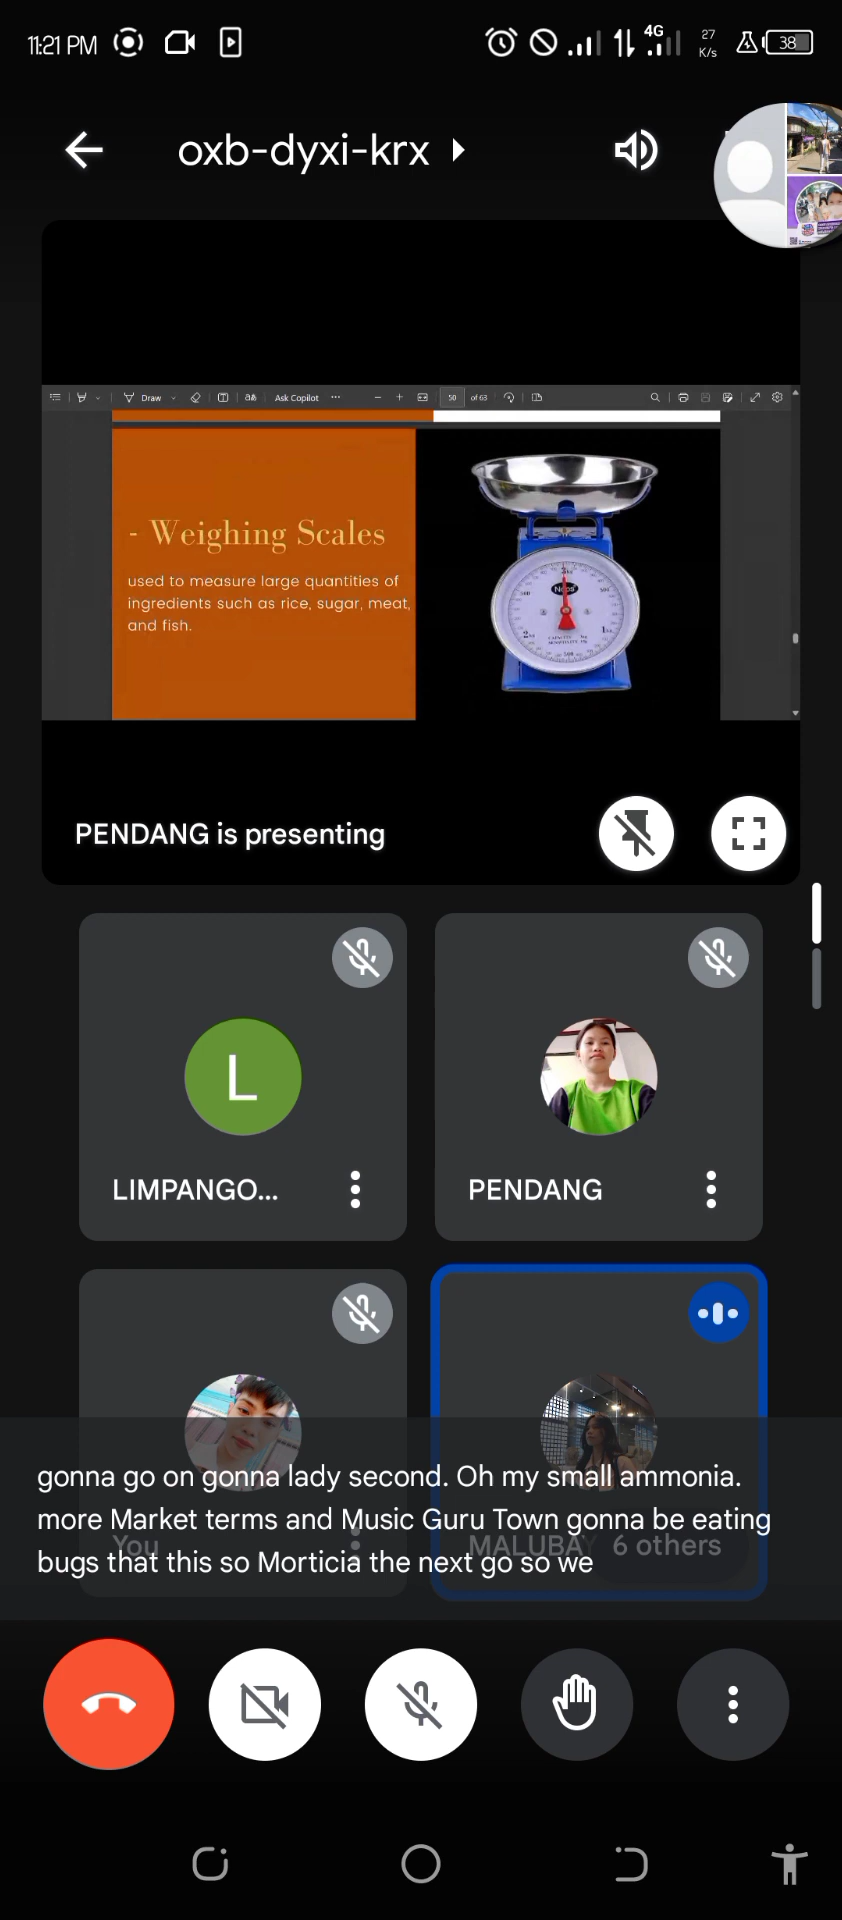 11:21 PM
4G
27
K/s
38
oxb-dyxi-krx
Draw
Ask Copilot
50
of 63
- Weighing Scales
used to measure large quantities of
ingredients such as rice, sugar, meat,
and fish.
PENDANG is presenting
L
LIMPANGO...
PENDANG
You
MALUBAY
6 others
gonna go on gonna lady second. Oh my small ammonia.
more Market terms and Music Guru Town gonna be eating
bugs that this so Morticia the next go so we